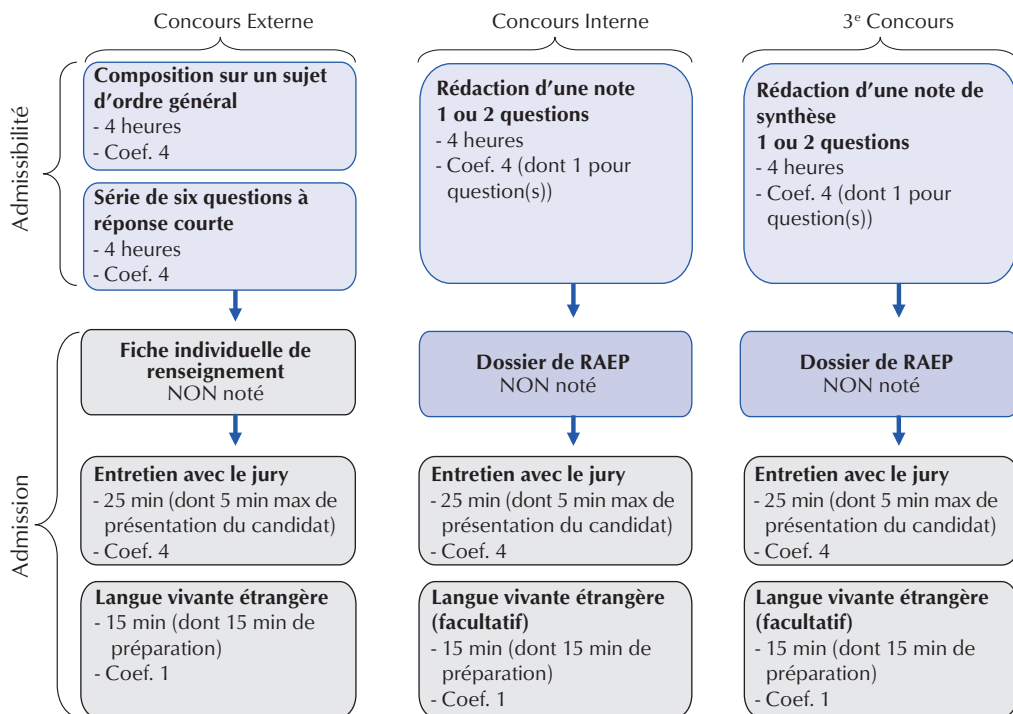 Concours Externe
Concours Interne
3e Concours
Admissibilité
Composition sur un sujet
d’ordre général
- 4 heures
- Coef. 4
Série de six questions à
réponse courte
- 4 heures
- Coef. 4
Rédaction d’une note
1 ou 2 questions
- 4 heures
- Coef. 4 (dont 1 pour
question(s))
Rédaction d’une note de
synthèse
1 ou 2 questions
- 4 heures
- Coef. 4 (dont 1 pour
question(s))
Admission
Fiche individuelle de
renseignement
NON noté
Dossier de RAEP
NON noté
Dossier de RAEP
NON noté
Entretien avec le jury
- 25 min (dont 5 min max de
présentation du candidat)
- Coef. 4
Entretien avec le jury
- 25 min (dont 5 min max de
présentation du candidat)
- Coef. 4
Entretien avec le jury
- 25 min (dont 5 min max de
présentation du candidat)
- Coef. 4
Langue vivante étrangère
- 15 min (dont 15 min de
préparation)
- Coef. 1
Langue vivante étrangère
(facultatif)
- 15 min (dont 15 min de
préparation)
- Coef. 1
Langue vivante étrangère
(facultatif)
- 15 min (dont 15 min de
préparation)
- Coef. 1